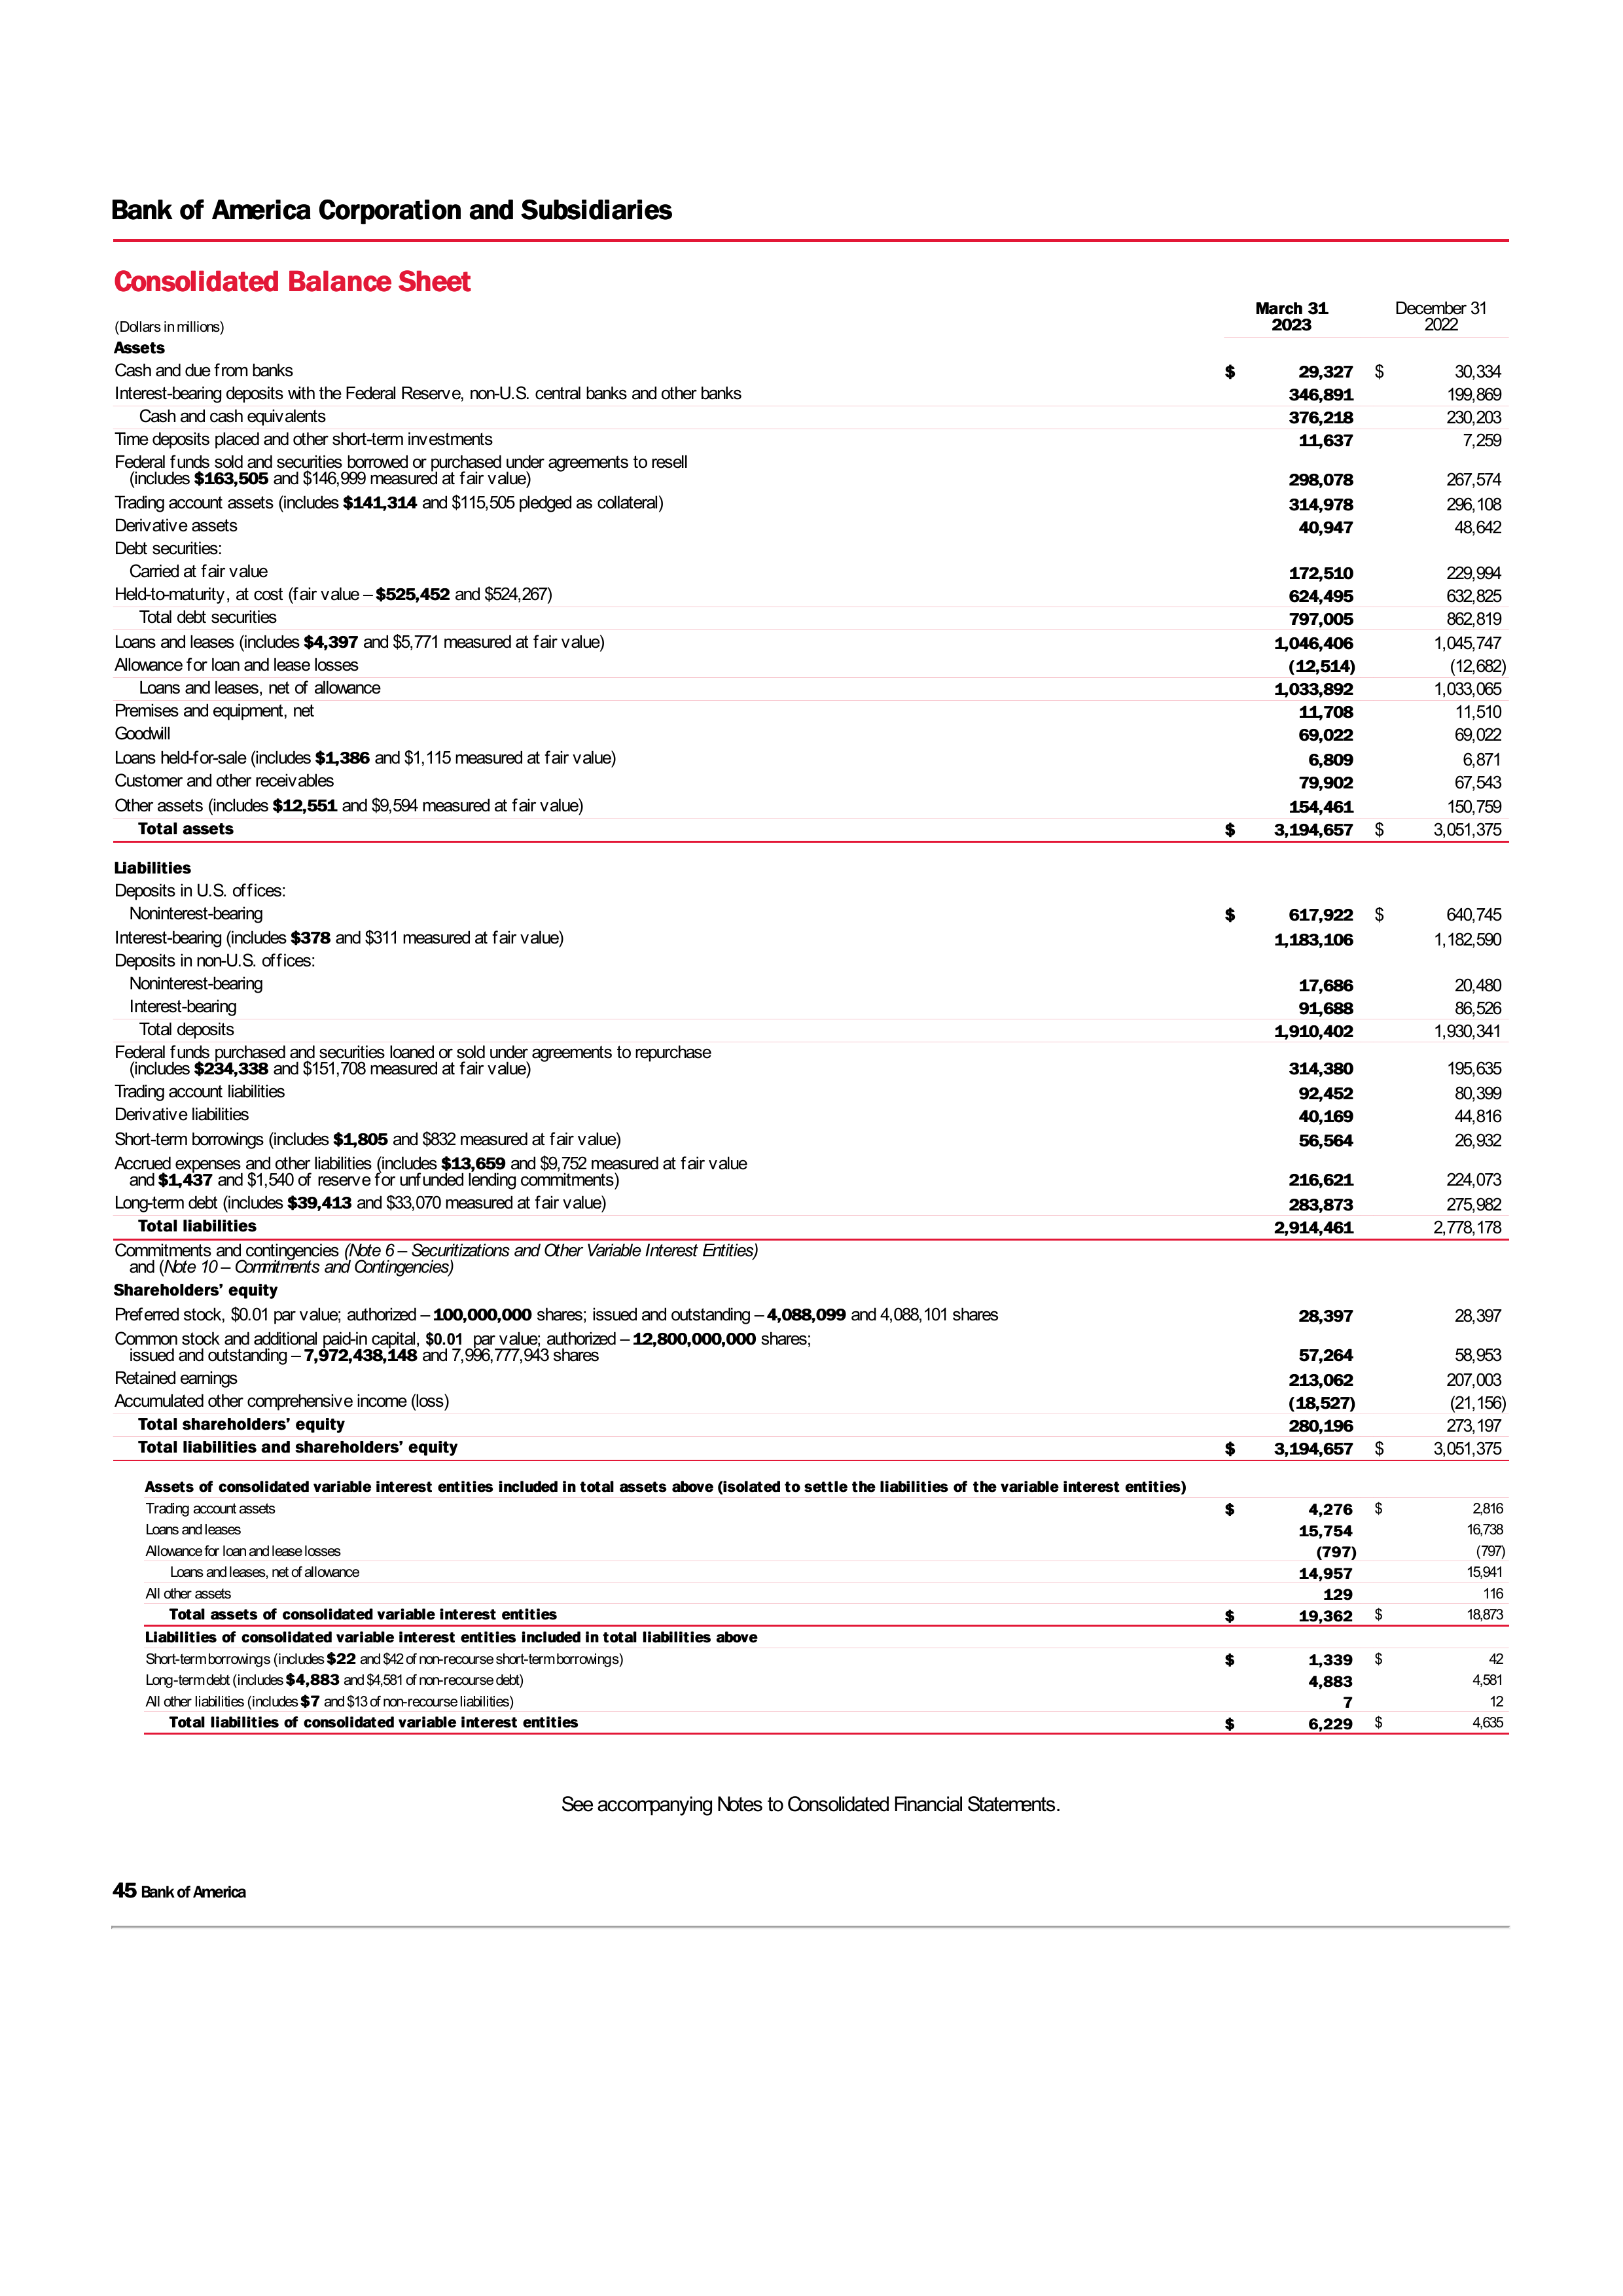 Bank of America Corporation and Subsidiaries
Consolidated Balance Sheet
March 31 December 31
(Dollars in millions) 2023 2022
Assets
Cash and due from banks $ 29,327 $ 30,334
Interest-bearing deposits with the Federal Reserve, non-U.S. central banks and other banks 346,891 199,869
Cash and cash equivalents 376,218 230,203
Time deposits placed and other short-term investments 11,637 7,259
Federal funds sold and securities borrowed or purchased under agreements to resell
(includes $163,505 and $146,999 measured at fair value) 298,078 267,574
Trading account assets (includes $141,314 and $115,505 pledged as collateral) 314,978 296,108
Derivative assets 40,947 48,642
Debt securities:
Carried at fair value 172,510 229,994
Held-to-maturity, at cost (fair value – $525,452 and $524,267) 624,495 632,825
Total debt securities 797,005 862,819
Loans and leases (includes $4,397 and $5,771 measured at fair value) 1,046,406 1,045,747
Allowance for loan and lease losses (12,514) (12,682)
Loans and leases, net of allowance 1,033,892 1,033,065
Premises and equipment, net 11,708 11,510
Goodwill 69,022 69,022
Loans held-for-sale (includes $1,386 and $1,115 measured at fair value) 6,809 6,871
Customer and other receivables 79,902 67,543
Other assets (includes $12,551 and $9,594 measured at fair value) 154,461 150,759
Total assets $ 3,194,657 $ 3,051,375
Liabilities
Deposits in U.S. offices:
Noninterest-bearing $ 617,922 $ 640,745
Interest-bearing (includes $378 and $311 measured at fair value) 1,183,106 1,182,590
Deposits in non-U.S. offices:
Noninterest-bearing 17,686 20,480
Interest-bearing 91,688 86,526
Total deposits 1,910,402 1,930,341
Federal funds purchased and securities loaned or sold under agreements to repurchase
(includes $234,338 and $151,708 measured at fair value) 314,380 195,635
Trading account liabilities 92,452 80,399
Derivative liabilities 40,169 44,816
Short-term borrowings (includes $1,805 and $832 measured at fair value) 56,564 26,932
Accrued expenses and other liabilities (includes $13,659 and $9,752 measured at fair value
and $1,437 and $1,540 of reserve for unfunded lending commitments) 216,621 224,073
Long-term debt (includes $39,413 and $33,070 measured at fair value) 283,873 275,982
Total liabilities 2,914,461 2,778,178
Commitments and contingencies (Note 6 – Securitizations and Other Variable Interest Entities)
and (Note 10 – Commitments and Contingencies)
Shareholders' equity
Preferred stock, $0.01 par value; authorized – 100,000,000 shares; issued and outstanding – 4,088,099 and 4,088,101 shares 28,397 28,397
Common stock and additional paid-in capital, $0.01 par value; authorized – 12,800,000,000 shares;
issued and outstanding – 7,972,438,148 and 7,996,777,943 shares 57,264 58,953
Retained earnings 213,062 207,003
Accumulated other comprehensive income (loss) (18,527) (21,156)
Total shareholders' equity 280,196 273,197
Total liabilities and shareholders' equity $ 3,194,657 $ 3,051,375
Assets of consolidated variable interest entities included in total assets above (isolated to settle the liabilities of the variable interest entities)
Trading account assets $ 4,276 $ 2,816
Loans and leases 15,754 16,738
Allowance for loan and lease losses (797) (797)
Loans and leases, net of allowance 14,957 15,941
All other assets 129 116
Total assets of consolidated variable interest entities $ 19,362 $ 18,873
Liabilities of consolidated variable interest entities included in total liabilities above
Short-term borrowings (includes $22 and $42 of non-recourse short-term borrowings) $ 1,339 $ 42
Long-term debt (includes $4,883 and $4,581 of non-recourse debt) 4,883 4,581
All other liabilities (includes $7 and $13 of non-recourse liabilities) 7 12
Total liabilities of consolidated variable interest entities $ 6,229 $ 4,635
See accompanying Notes to Consolidated Financial Statements.
45 Bank of America